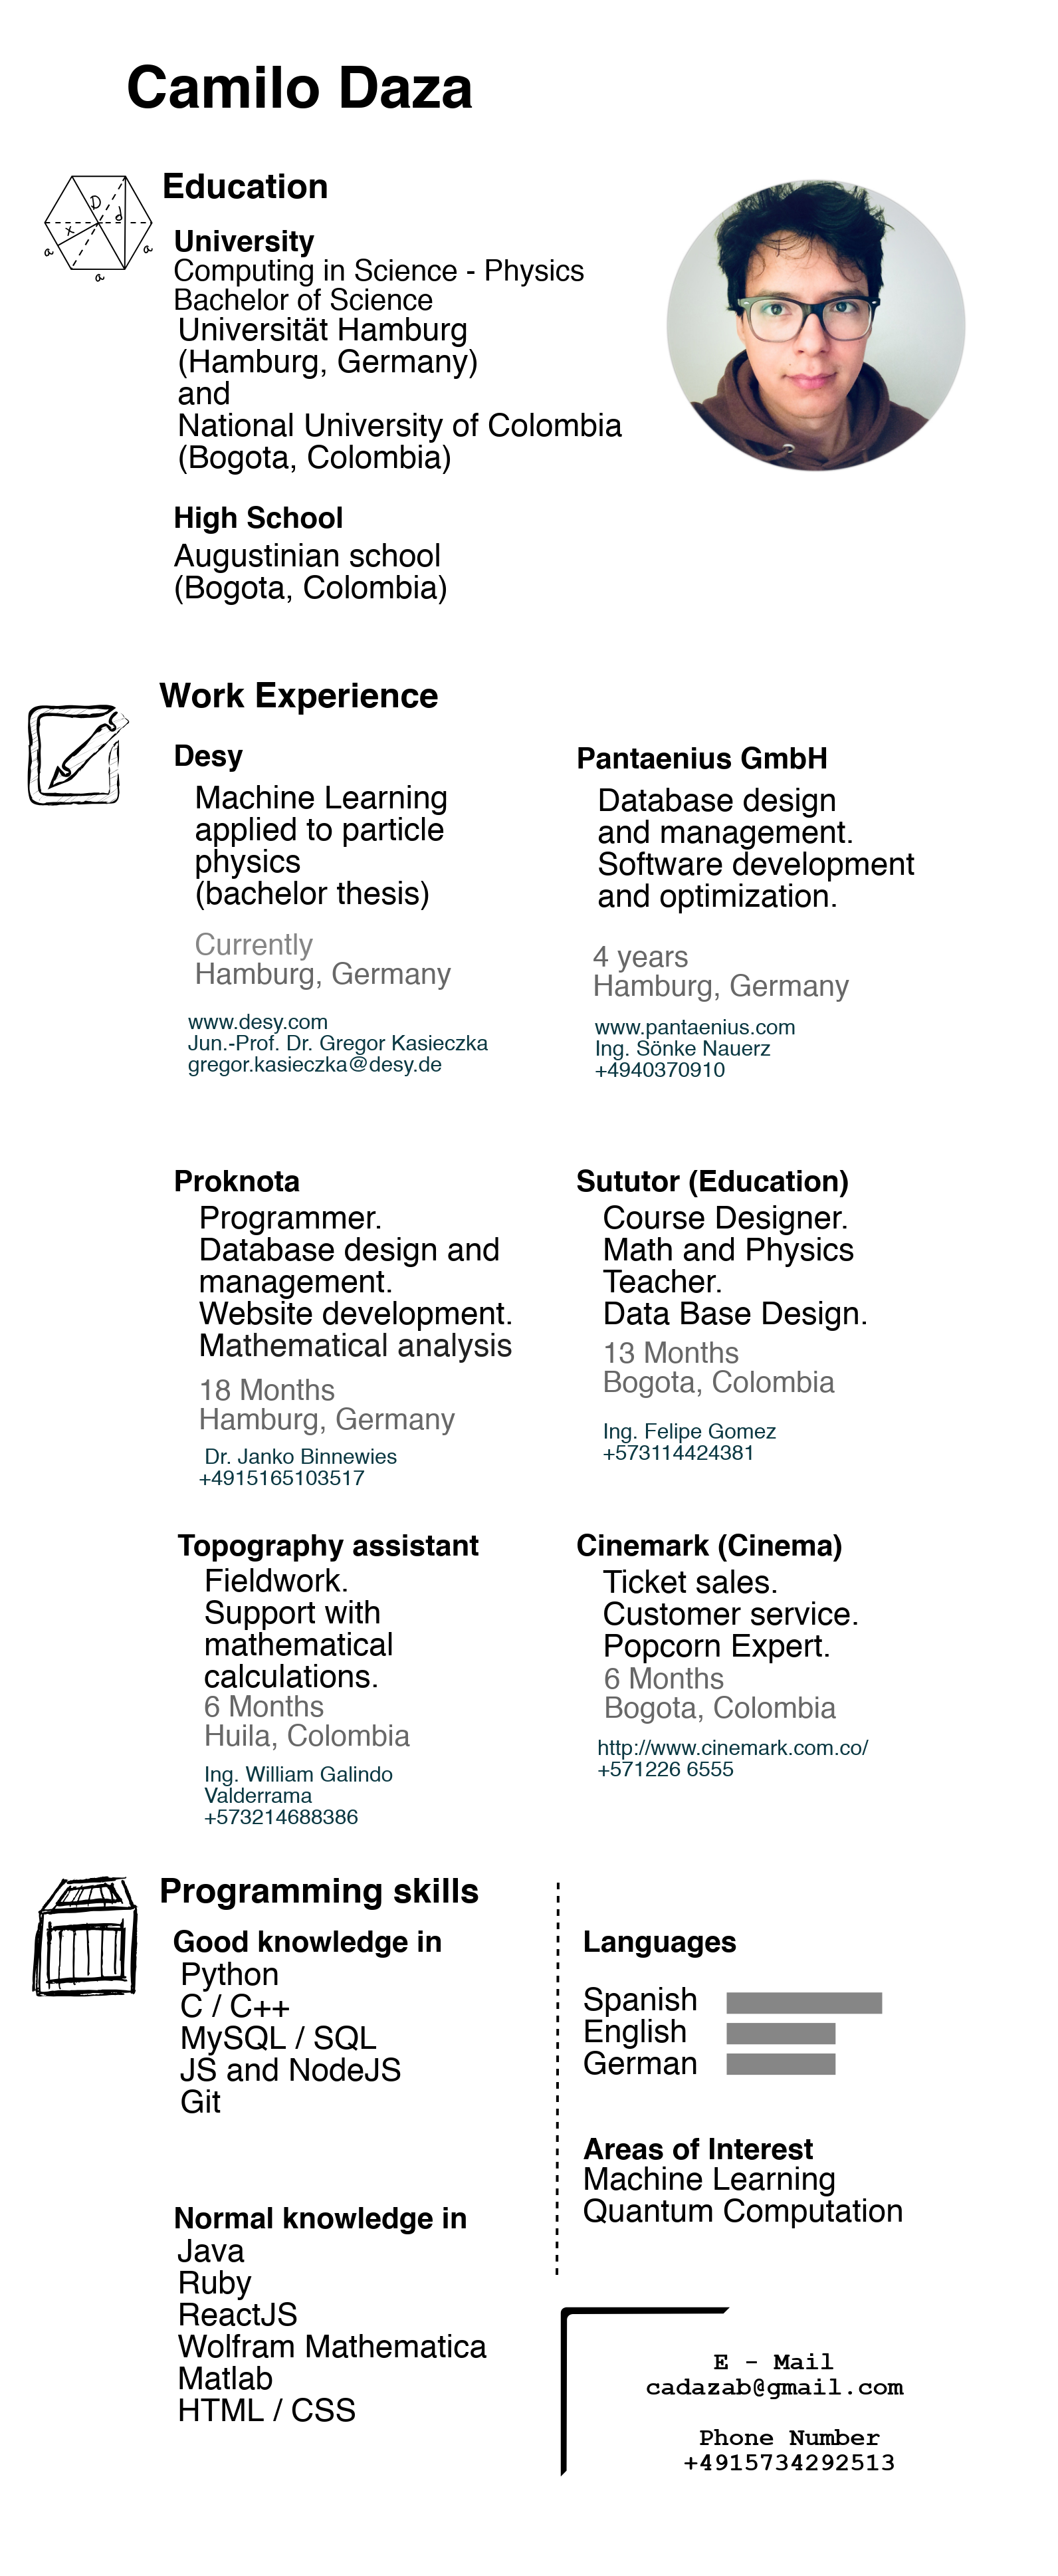 Camilo Daza
Education
D
d
x
a
a
a
University
Computing in Science - Physics
Bachelor of Science
Universität Hamburg
(Hamburg, Germany)
and
National University of Colombia
(Bogota, Colombia)
High School
Augustinian school
(Bogota, Colombia)
Work Experience
Desy
Machine Learning
applied to particle
physics
(bachelor thesis)
Currently
Hamburg, Germany
www.desy.com
Jun.-Prof. Dr. Gregor Kasieczka
gregor.kasieczka@desy.de
Pantaenius GmbH
Database design
and management.
Software development
and optimization.
4 years
Hamburg, Germany
www.pantaenius.com
Ing. Sönke Nauerz
+4940370910
Proknota
Programmer.
Database design and
management.
Website development.
Mathematical analysis
18 Months
Hamburg, Germany
Dr. Janko Binnewies
+4915165103517
Sututor (Education)
Course Designer.
Math and Physics
Teacher.
Data Base Design.
13 Months
Bogota, Colombia
Ing. Felipe Gomez
+573114424381
Topography assistant
Fieldwork.
Support with
mathematical
calculations.
6 Months
Huila, Colombia
Ing. William Galindo
Valderrama
+573214688386
Cinemark (Cinema)
Ticket sales.
Customer service.
Popcorn Expert.
6 Months
Bogota, Colombia
http://www.cinemark.com.co/
+571226 6555
Programming skills
Good knowledge in
Python
C / C++
MySQL / SQL
JS and NodeJS
Git
Normal knowledge in
Java
Ruby
ReactJS
Wolfram Mathematica
Matlab
HTML / CSS
Languages
Spanish
English
German
Areas of Interest
Machine Learning
Quantum Computation
E - Mail
cadazab@gmail.com
Phone Number
+4915734292513